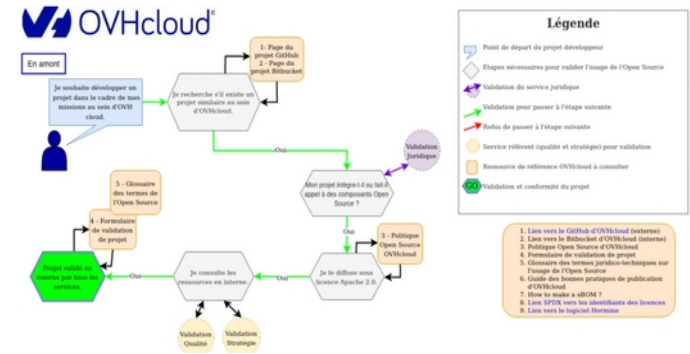 OVHcloud
En amont
Je souhaite développer un
projet dans le cadre de mes
missions au sein d'OVH
cloud.
Je recherche s'il existe un
projet similaire au sein
d'OVHcloud.
1- Page du
projet GitHub
2 - Page du
projet Bitbucket
Oui
Validation
Juridique
Mon projet intègre-t-il ou fait-il
appel à des composants Open
Source ?
Oui
3 - Politique
Open Source
OVHcloud
Je le diffuse sous
licence Apache 2.0.
Oui
Je consulte les
ressources en interne.
Validation
Qualité
Validation
Stratégie
Oui
5 - Glossaire
des termes de
l'Open Source
4 - Formulaire
de validation
de projet
Projet validé en
interne par tous les
services.
Légende
Point de départ du projet développeur
Étapes nécessaires pour valider l'usage de l'Open Source
Validation du service juridique
Validation pour passer à l'étape suivante
Refus de passer à l'étape suivante
Service référent (qualité et stratégie) pour validation
Ressource de référence OVHcloud à consulter
GO Validation et conformité du projet
1. Lien vers le GitHub d'OVHcloud (externe)
2. Lien vers le Bitbucket d'OVHcloud (interne)
3. Politique Open Source d'OVHcloud
4. Formulaire de validation de projet
5. Glossaire des termes juridico-techniques sur
l'usage de l'Open Source
6. Guide des bonnes pratiques de publication
d'OVHcloud
7. How to make a sBOM ?
8. Lien SPDX vers les identifiants des licences
9. Lien vers le logiciel Hermine